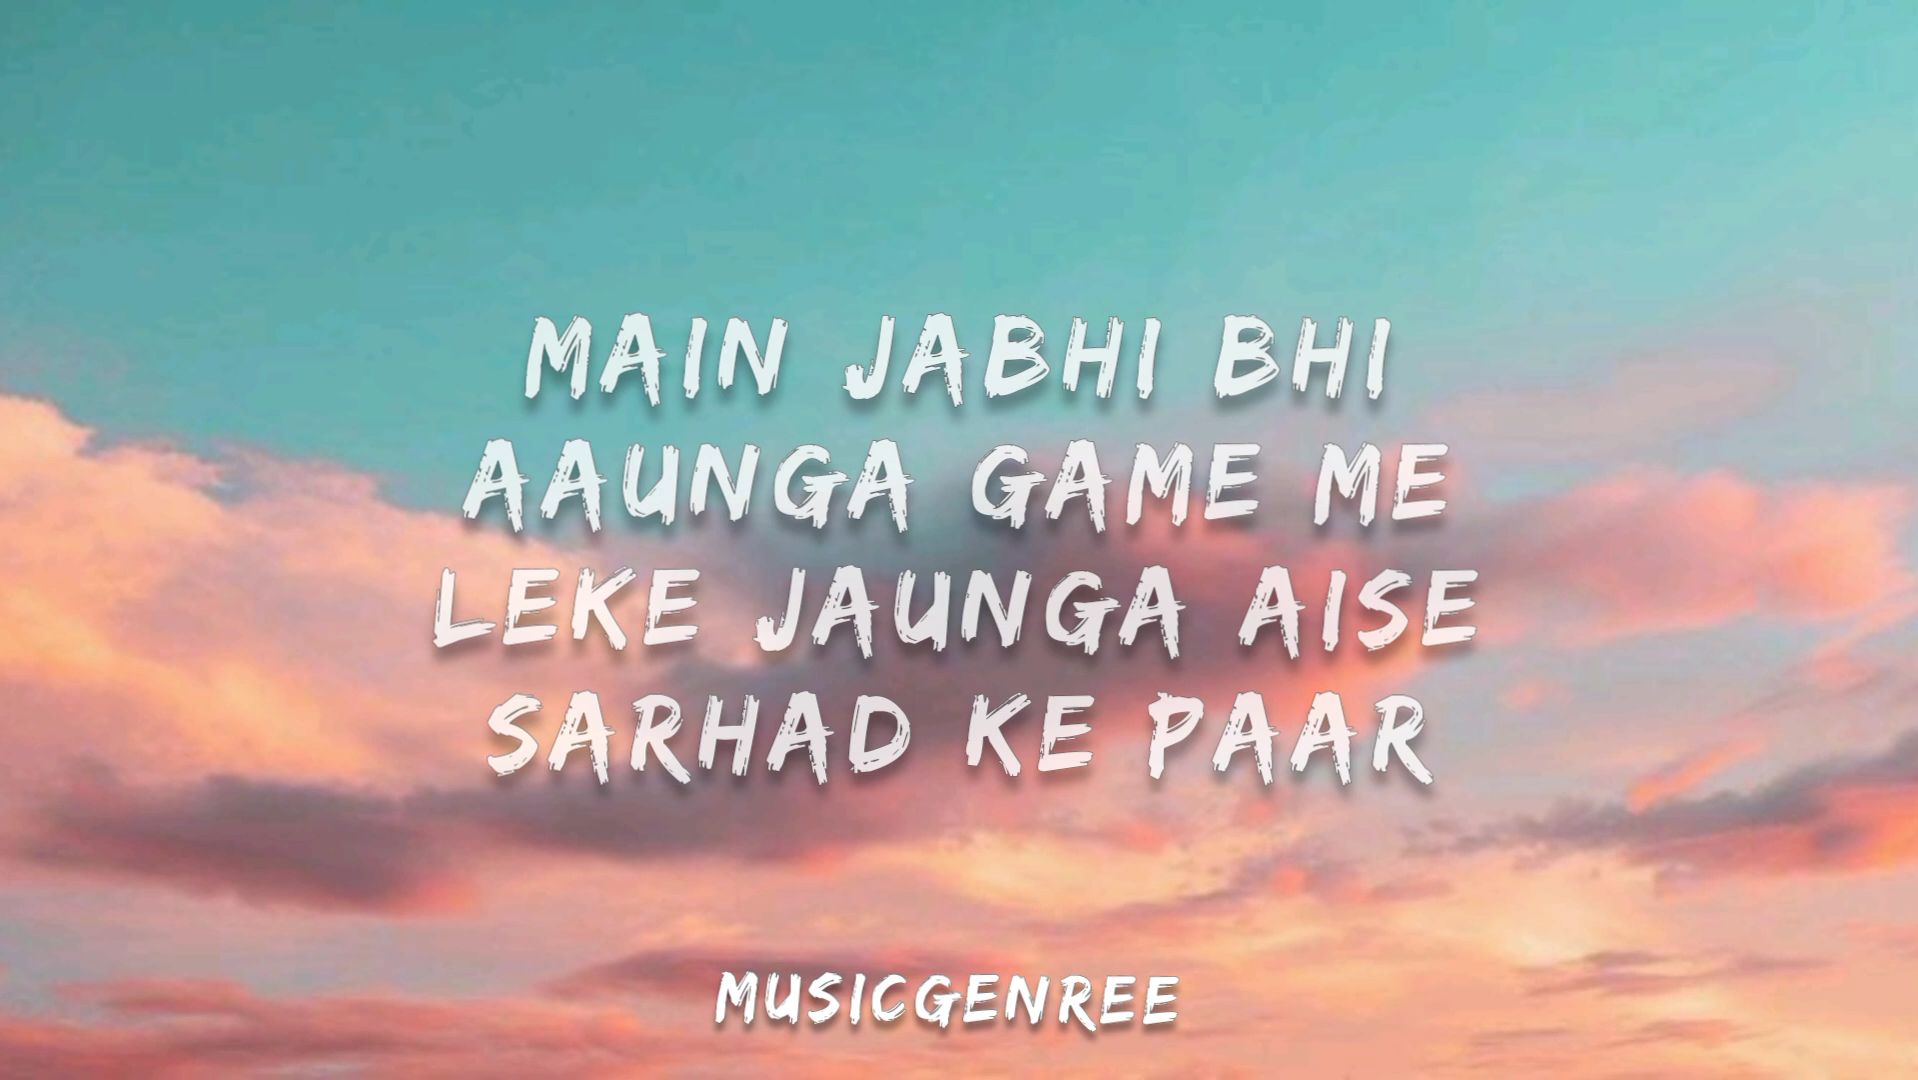 MAIN JABHI BHI
AAUNGA GAME ME
LEKE JAUNGA AISE
SARHAD KE PAAR
MUSICGENREE